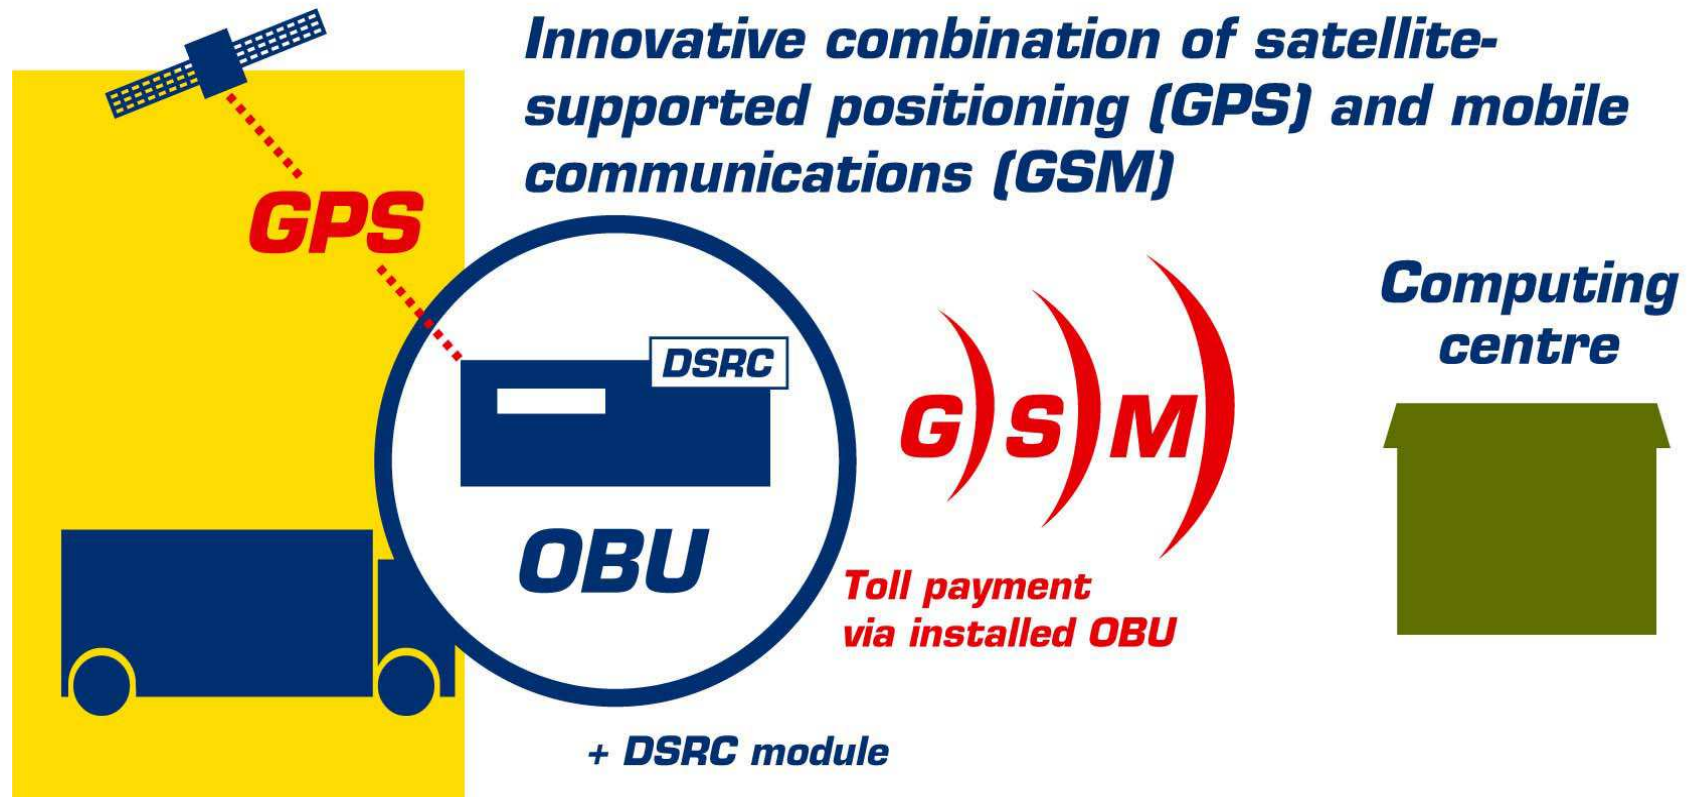 Innovative combination of satellite-
supported positioning (GPS) and mobile
communications (GSM)
GPS
DSRC
OBU
GSM
Toll payment
via installed OBU
Computing
centre
+ DSRC module